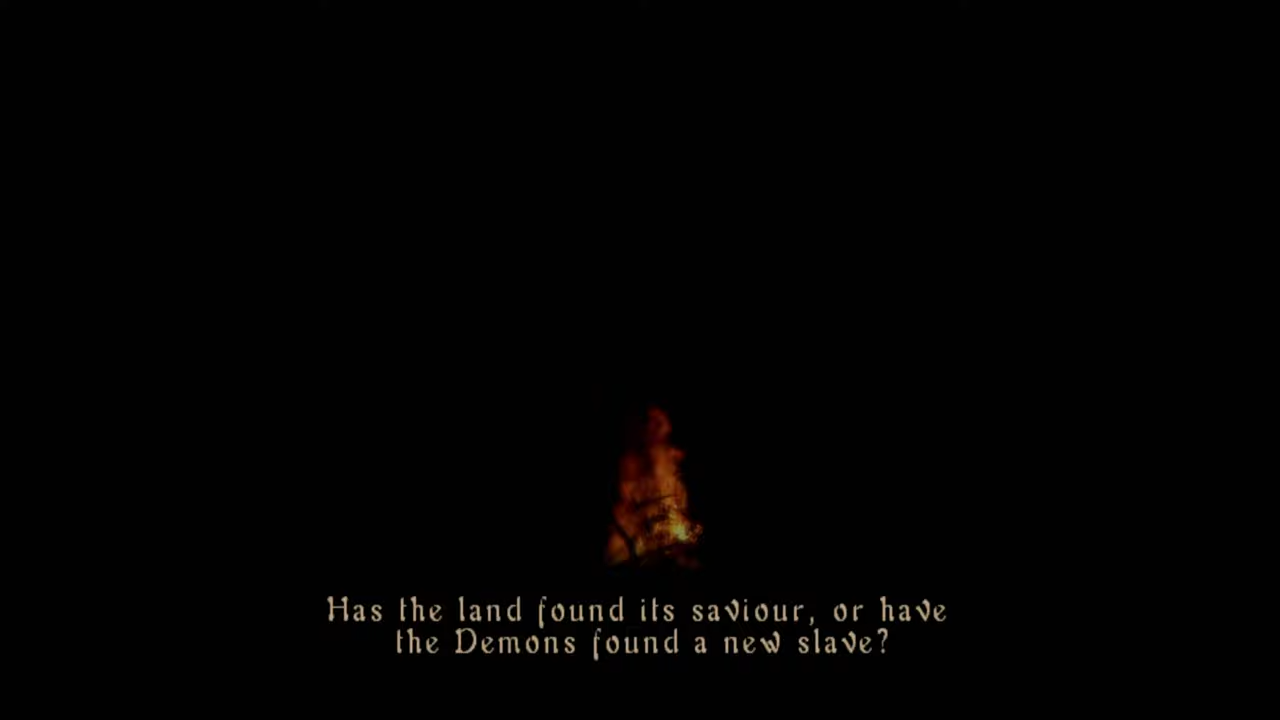 Has the land found its saviour, or have
the Demons found a new slave?